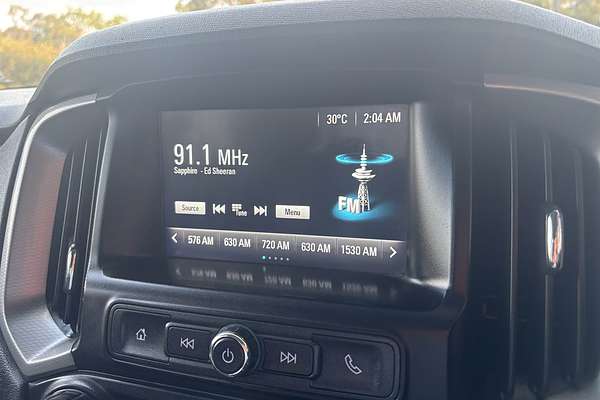 30°C 2:04 AM
91.1 MHz
Sapphire - Ed Sheeran
Source Tune Menu
FM
576 AM 630 AM 720 AM 630 AM 1530 AM